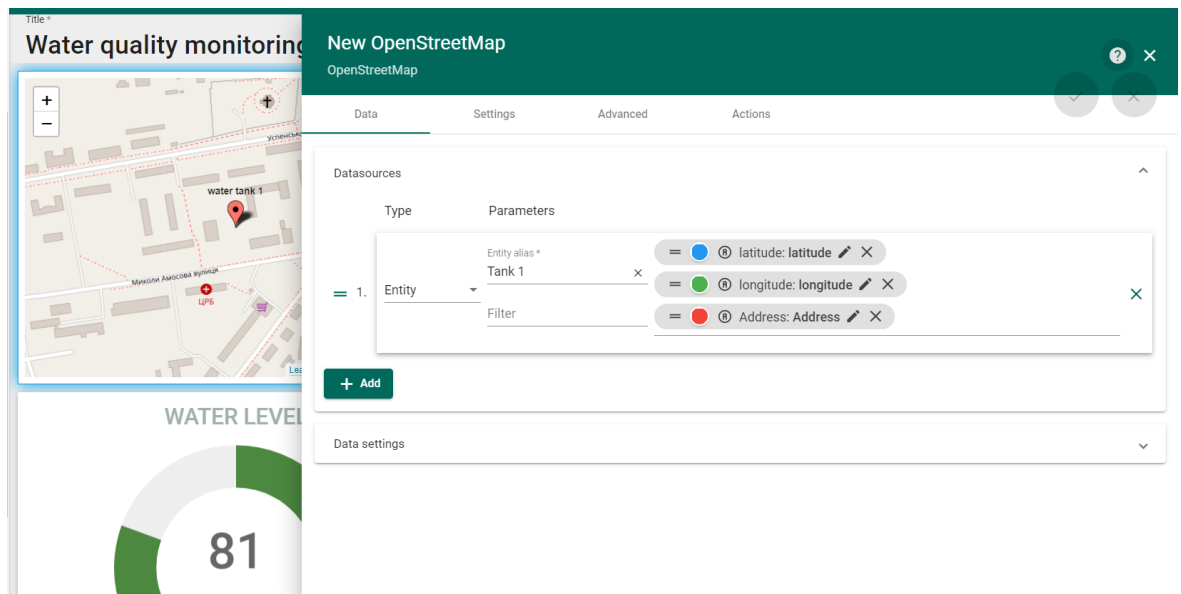 Title *
Water quality monitoring
water tank 1
Миколи Амосова вулиця
ЦРБ
WATER LEVEL
81
New OpenStreetMap
OpenStreetMap
Data Settings Advanced Actions
Datasources
Type Parameters
1. Entity
Entity alias *
Tank 1
Filter
latitude: latitude
longitude: longitude
Address: Address
+ Add
Data settings